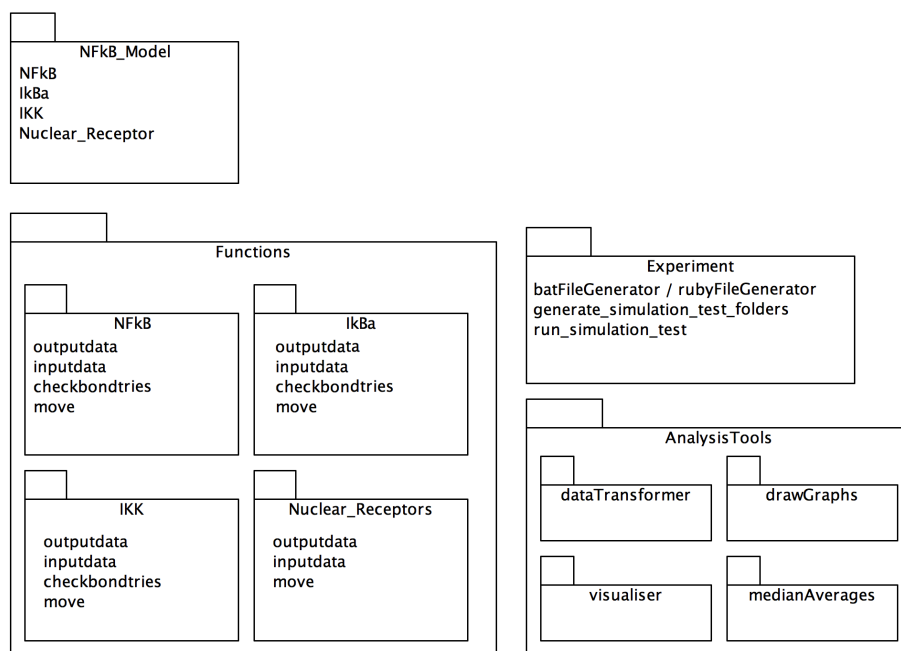 NFkB_Model
NFkB
IkBa
IKK
Nuclear_Receptor
Functions
NFkB
outputdata
inputdata
checkbondtries
move
IkBa
outputdata
inputdata
checkbondtries
move
IKK
outputdata
inputdata
checkbondtries
move
Nuclear_Receptors
outputdata
inputdata
move
Experiment
batFileGenerator / rubyFileGenerator
generate_simulation_test_folders
run_simulation_test
AnalysisTools
dataTransformer
drawGraphs
visualiser
medianAverages